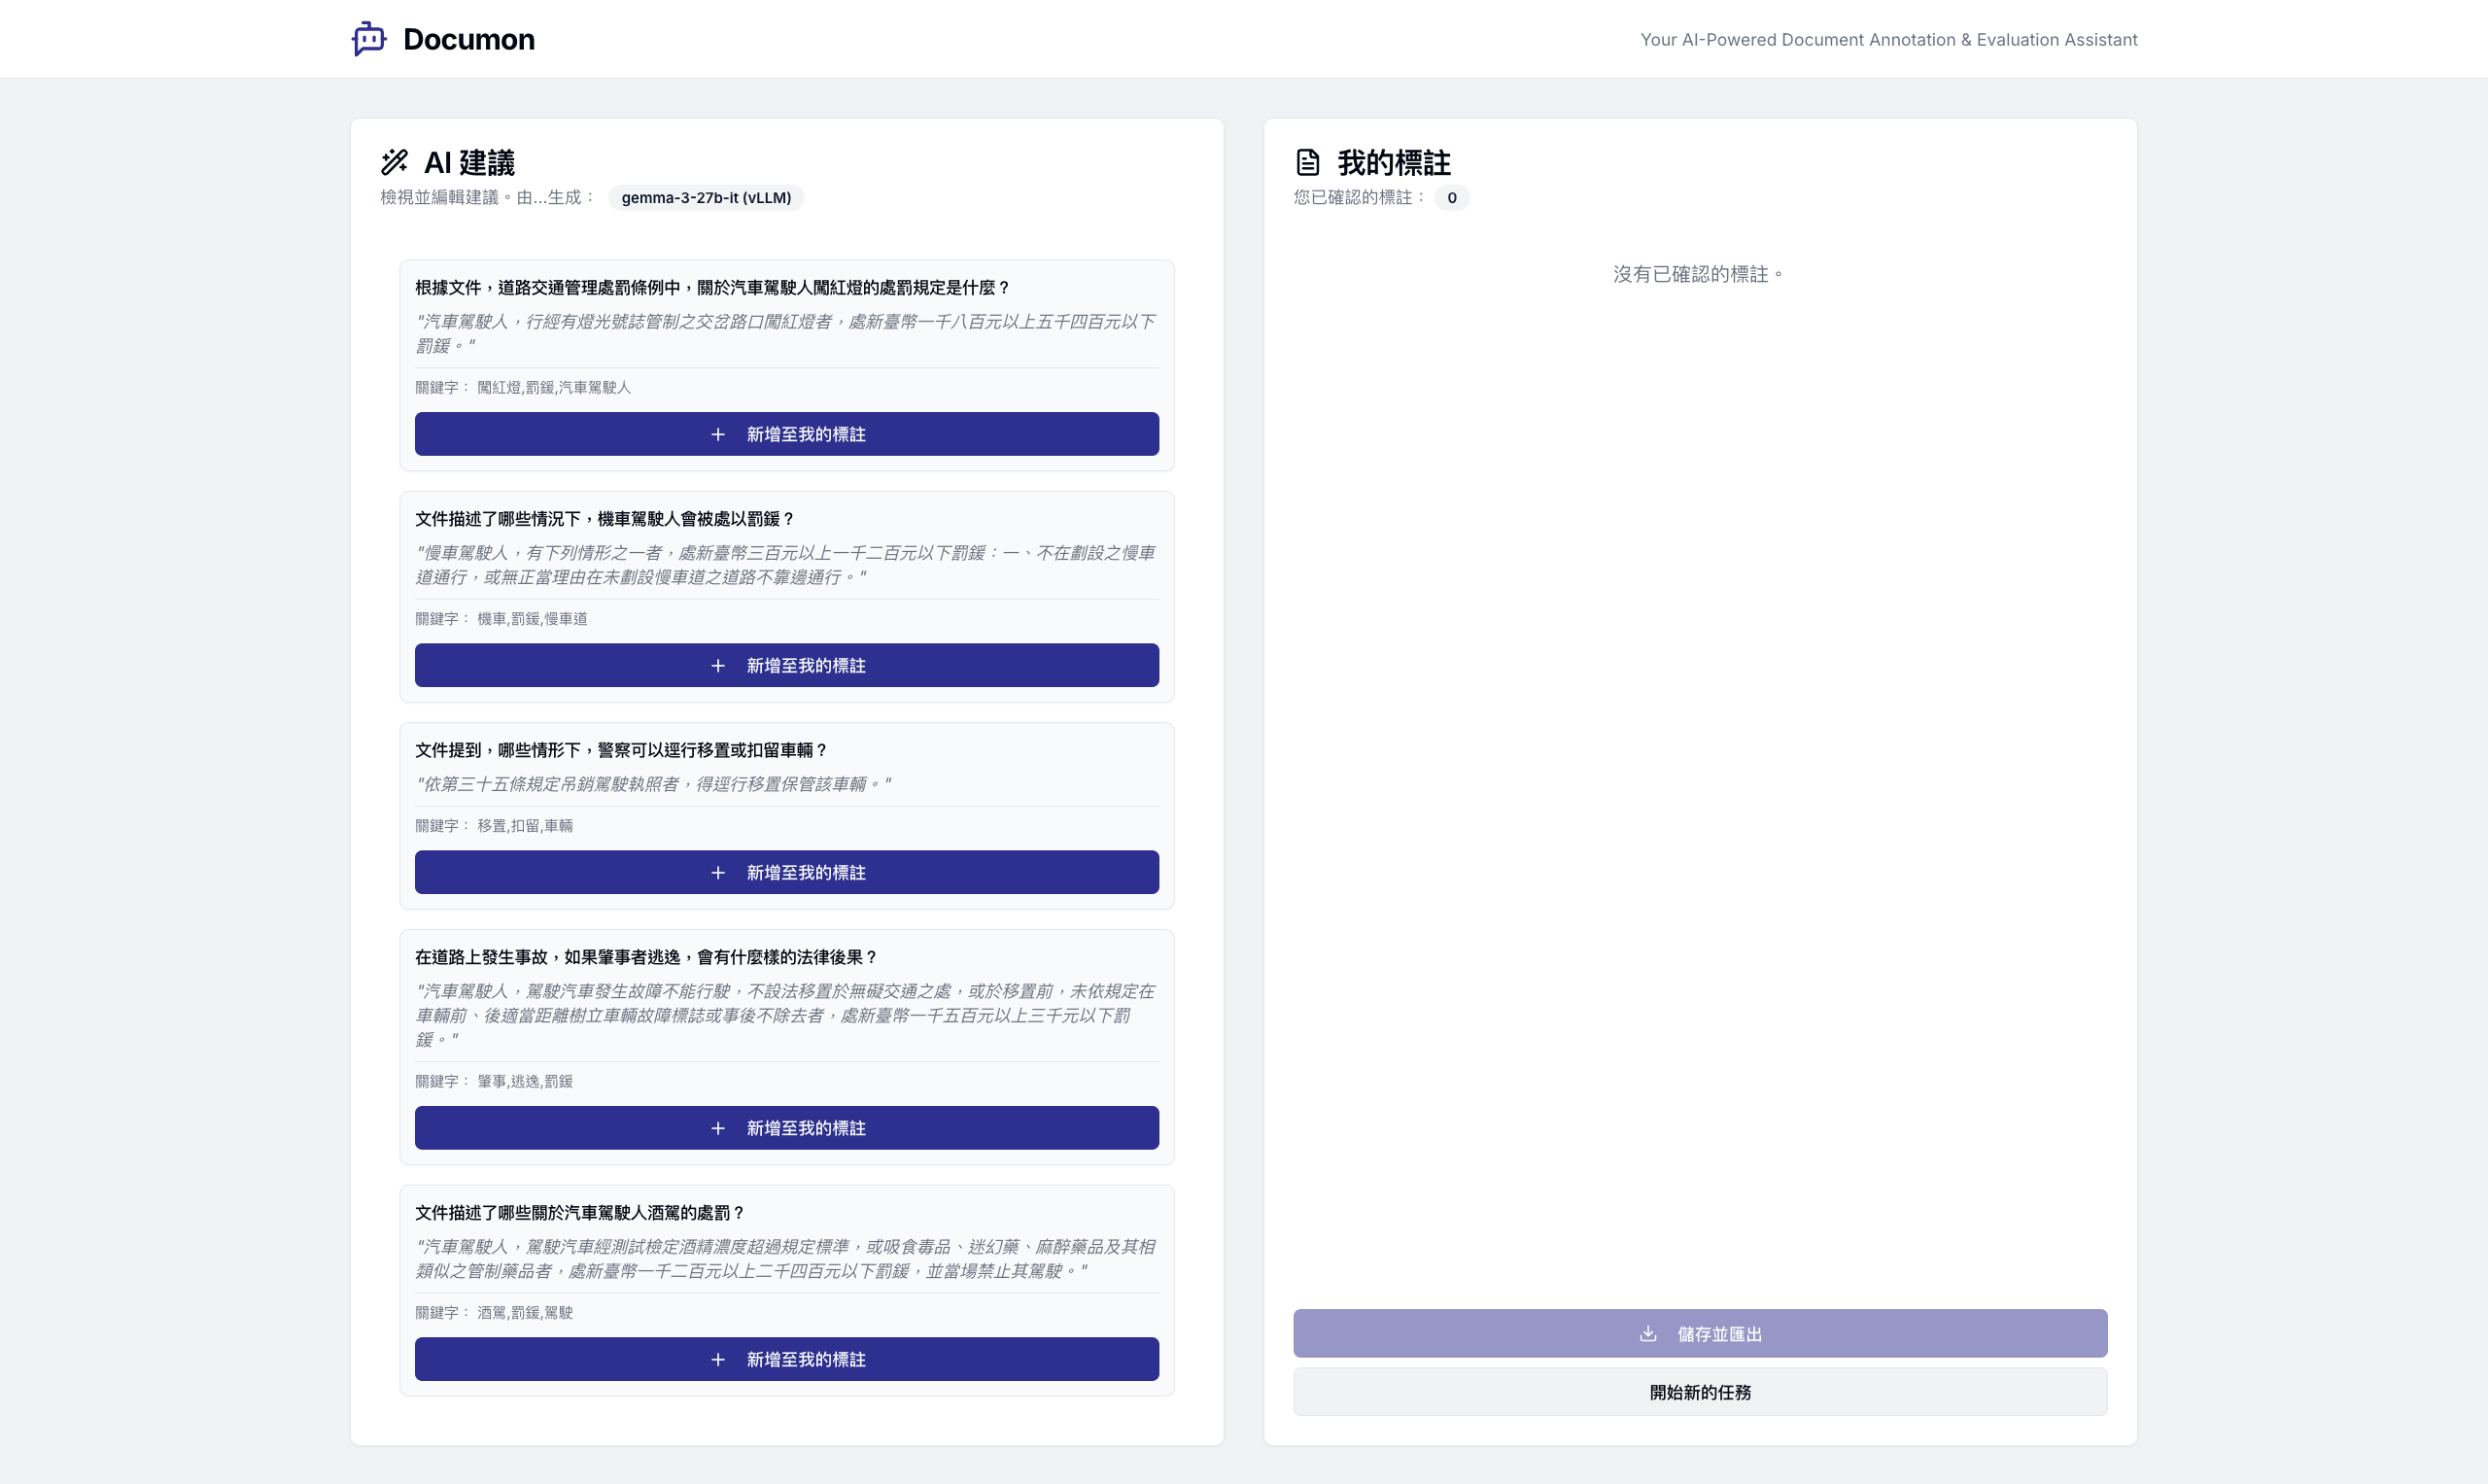 Documon
Your AI-Powered Document Annotation & Evaluation Assistant
AI 建議
檢視並編輯建議。由...生成： gemma-3-27b-it (vLLM)
根據文件，道路交通管理處罰條例中，關於汽車駕駛人闖紅燈的處罰規定是什麼？
"汽車駕駛人，行經有燈光號誌管制之交岔路口闖紅燈者，處新臺幣一千八百元以上五千四百元以下
罰鍰。"
關鍵字： 闖紅燈,罰鍰,汽車駕駛人
新增至我的標註
文件描述了哪些情況下，機車駕駛人會被處以罰鍰？
"慢車駕駛人，有下列情形之一者，處新臺幣三百元以上一千二百元以下罰鍰：一、不在劃設之慢車
道通行，或無正當理由在未劃設慢車道之道路不靠邊通行。"
關鍵字： 機車,罰鍰,慢車道
新增至我的標註
文件提到，哪些情形下，警察可以逕行移置或扣留車輛？
"依第三十五條規定吊銷駕駛執照者，得逕行移置保管該車輛。"
關鍵字： 移置,扣留,車輛
新增至我的標註
在道路上發生事故，如果肇事者逃逸，會有什麼樣的法律後果？
"汽車駕駛人，駕駛汽車發生故障不能行駛，不設法移置於無礙交通之處，或於移置前，未依規定在
車輛前、後適當距離樹立車輛故障標誌或事後不除去者，處新臺幣一千五百元以上三千元以下罰
鍰。"
關鍵字： 肇事,逃逸,罰鍰
新增至我的標註
文件描述了哪些關於汽車駕駛人酒駕的處罰？
"汽車駕駛人，駕駛汽車經測試檢定酒精濃度超過規定標準，或吸食毒品、迷幻藥、麻醉藥品及其相
類似之管制藥品者，處新臺幣一千二百元以上二千四百元以下罰鍰，並當場禁止其駕駛。"
關鍵字： 酒駕,罰鍰,駕駛
新增至我的標註
我的標註
您已確認的標註： 0
沒有已確認的標註。
儲存並匯出
開始新的任務